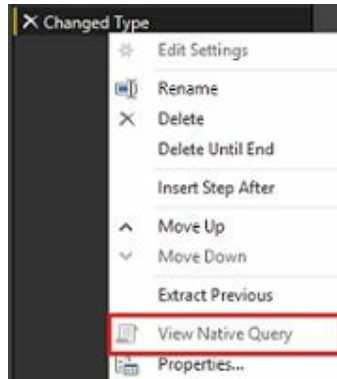 Changed Type
Edit Settings
Rename
Delete
Delete Until End
Insert Step After
Move Up
Move Down
Extract Previous
View Native Query
Properties...